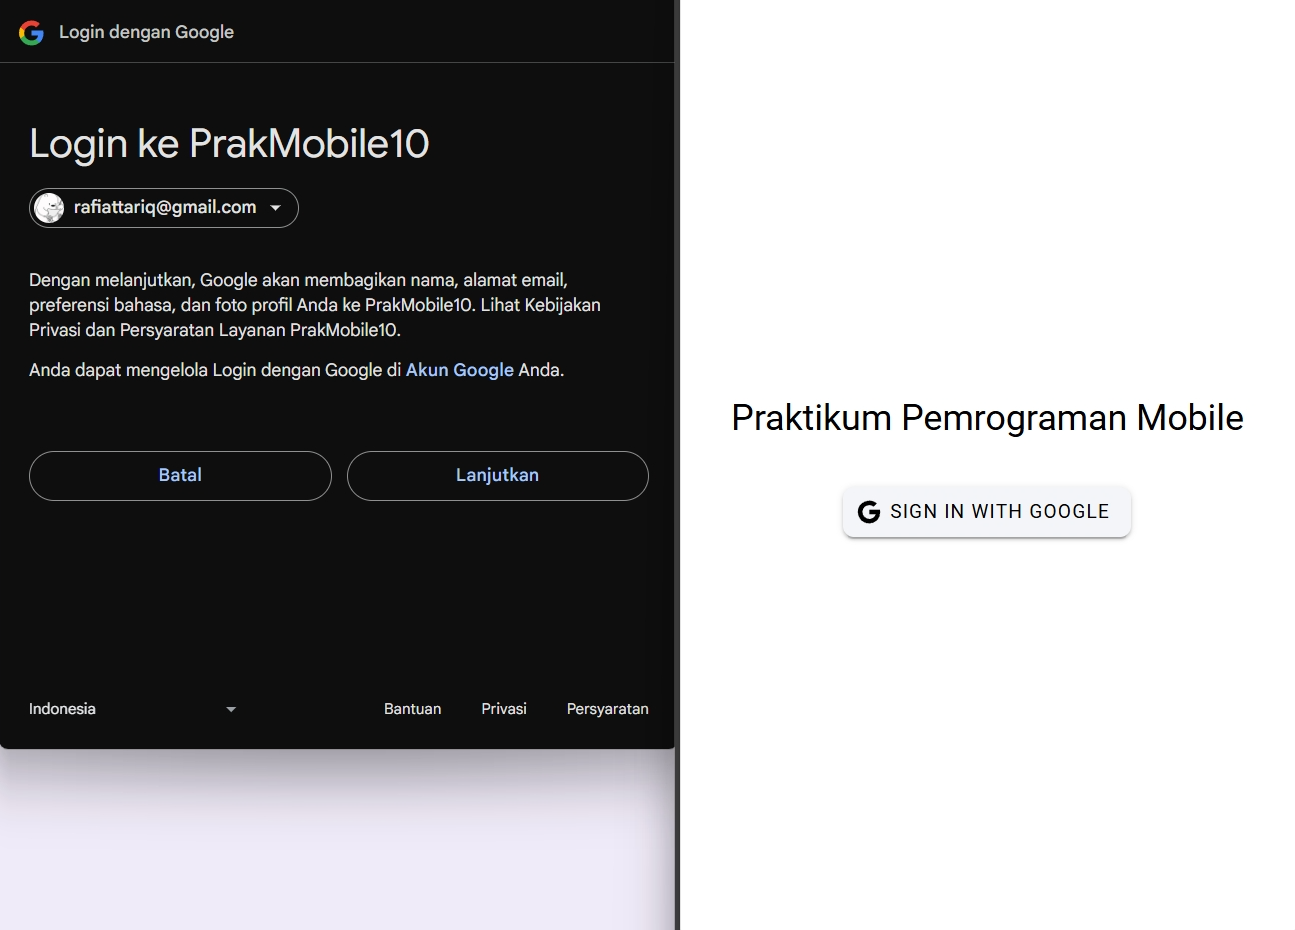 Login dengan Google
Login ke PrakMobile10
rafiattariq@gmail.com
Dengan melanjutkan, Google akan membagikan nama, alamat email,
preferensi bahasa, dan foto profil Anda ke PrakMobile10. Lihat Kebijakan
Privasi dan Persyaratan Layanan PrakMobile10.
Anda dapat mengelola Login dengan Google di Akun Google Anda.
Batal
Lanjutkan
Indonesia
Bantuan
Privasi
Persyaratan
Praktikum Pemrograman Mobile
SIGN IN WITH GOOGLE